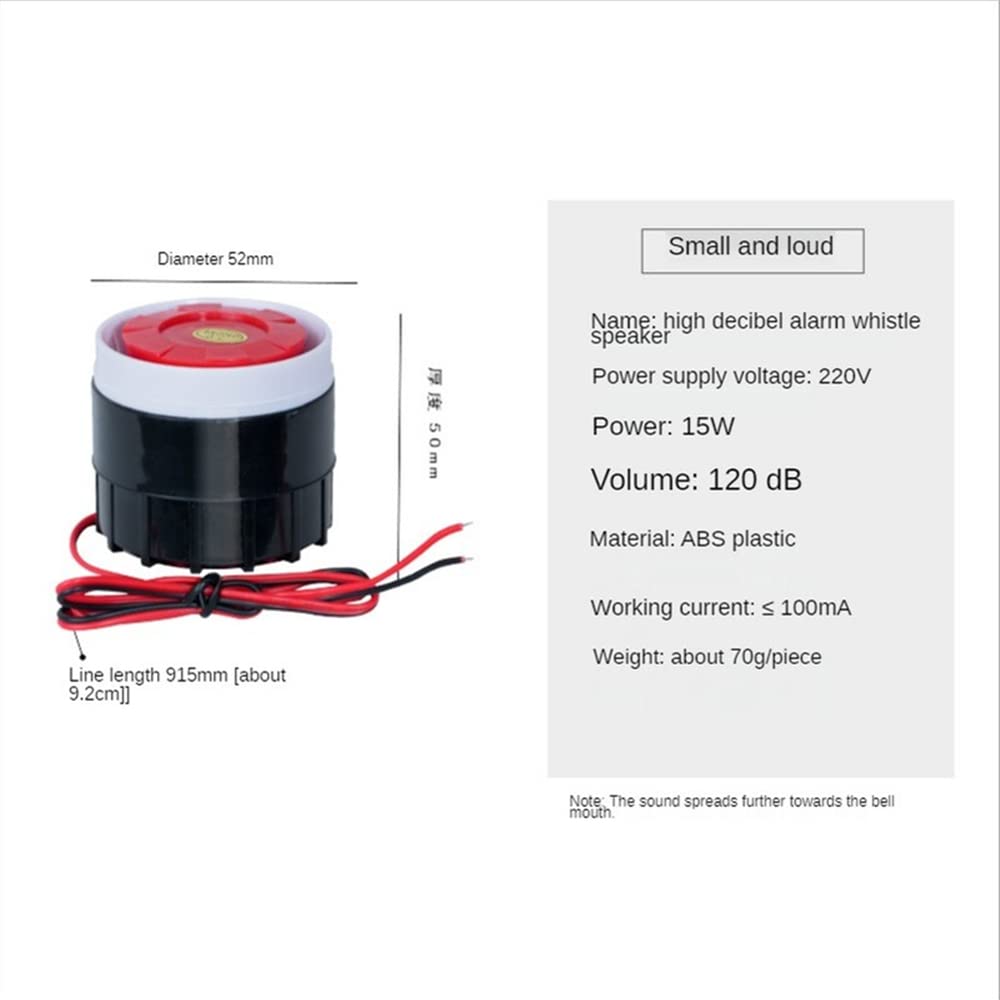 Diameter 52mm
厚度 50mm
Line length 915mm [about
9.2cm]]
Small and loud
Name: high decibel alarm whistle
speaker
Power supply voltage: 220V
Power: 15W
Volume: 120 dB
Material: ABS plastic
Working current: ≤ 100mA
Weight: about 70g/piece
Note: The sound spreads further towards the bell
mouth.